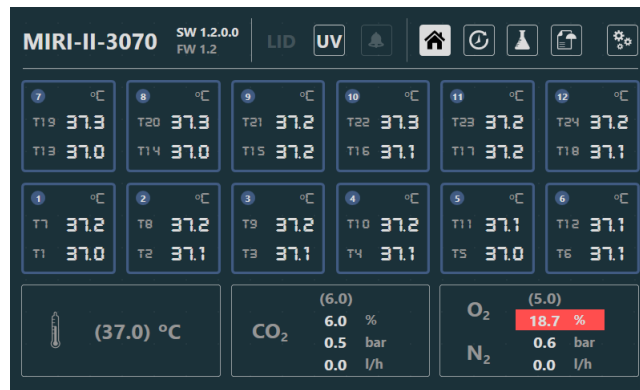 MIRI-II-3070 SW 1.2.0.0 LID UV
FW 1.2
7 °C 8 °C 9 °C 10 °C 11 °C 12 °C
T19 37.3 T20 37.3 T21 37.2 T22 37.3 T23 37.2 T24 37.2
T13 37.0 T14 37.0 T15 37.2 T16 37.1 T17 37.2 T18 37.1
1 °C 2 °C 3 °C 4 °C 5 °C 6 °C
T7 37.2 T8 37.2 T9 37.2 T10 37.2 T11 37.1 T12 37.1
T1 37.0 T2 37.1 T3 37.1 T4 37.1 T5 37.0 T6 37.1
(37.0) °C
CO₂
(6.0)
6.0 %
0.5 bar
0.0 l/h
O₂
(5.0)
18.7 %
N₂
0.6 bar
0.0 l/h